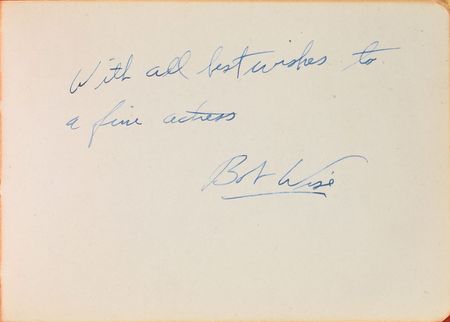 With all best wishes to
a fine actress
Bob Wise